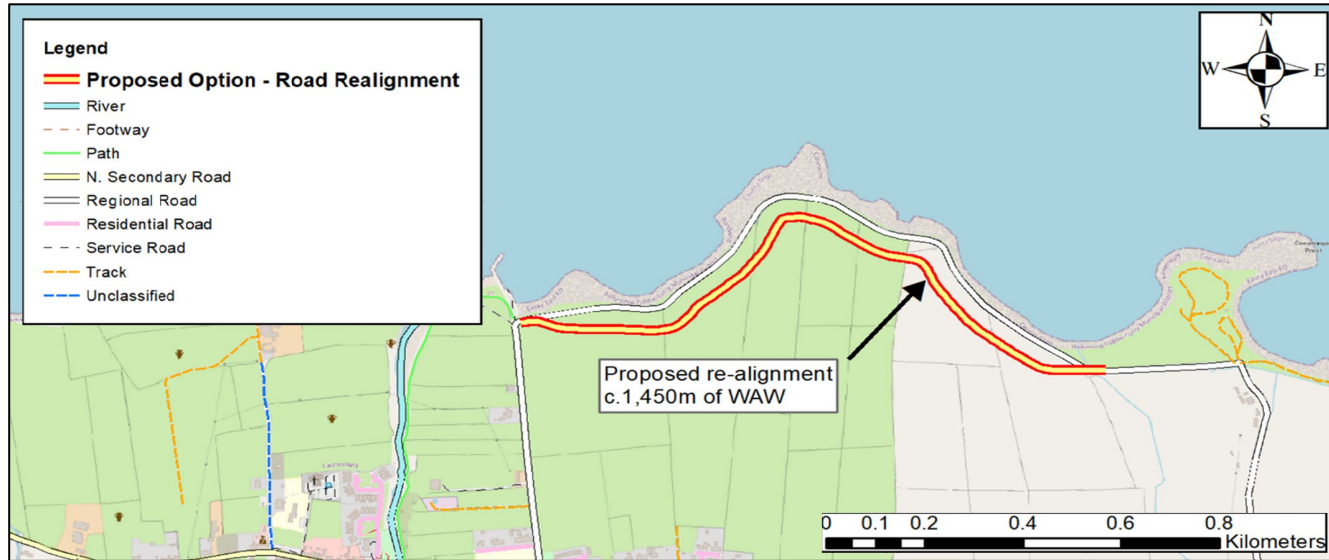 Legend
Proposed Option - Road Realignment
River
Footway
Path
N. Secondary Road
Regional Road
Residential Road
Service Road
Track
Unclassified
N
W E
S
Proposed re-alignment
c.1,450m of WAW
0 0.1 0.2 0.4 0.6 0.8
Kilometers